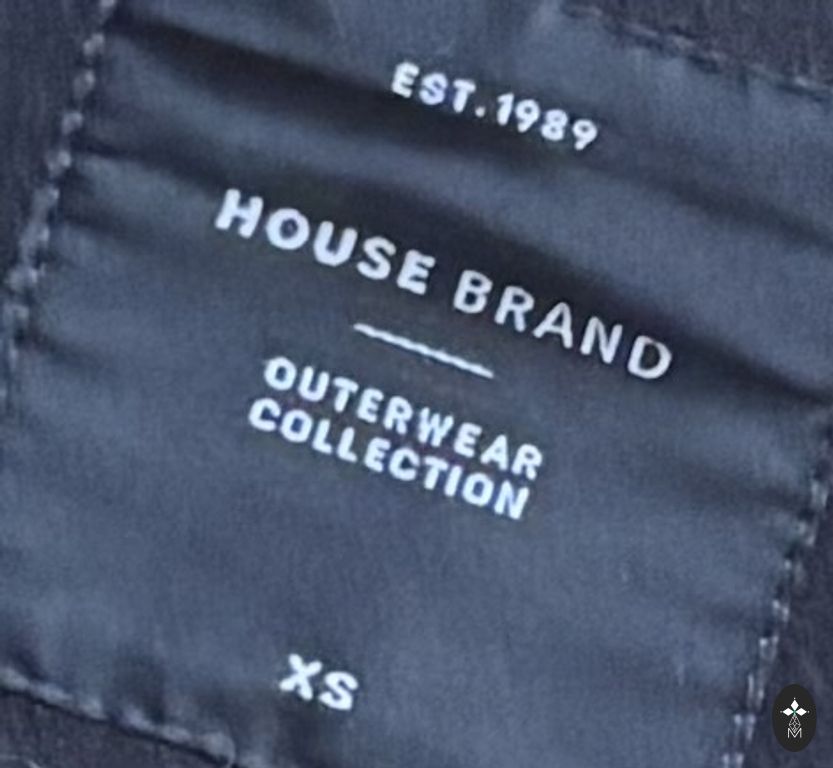 EST.1989
HOUSE BRAND
OUTERWEAR
COLLECTION
XS
M